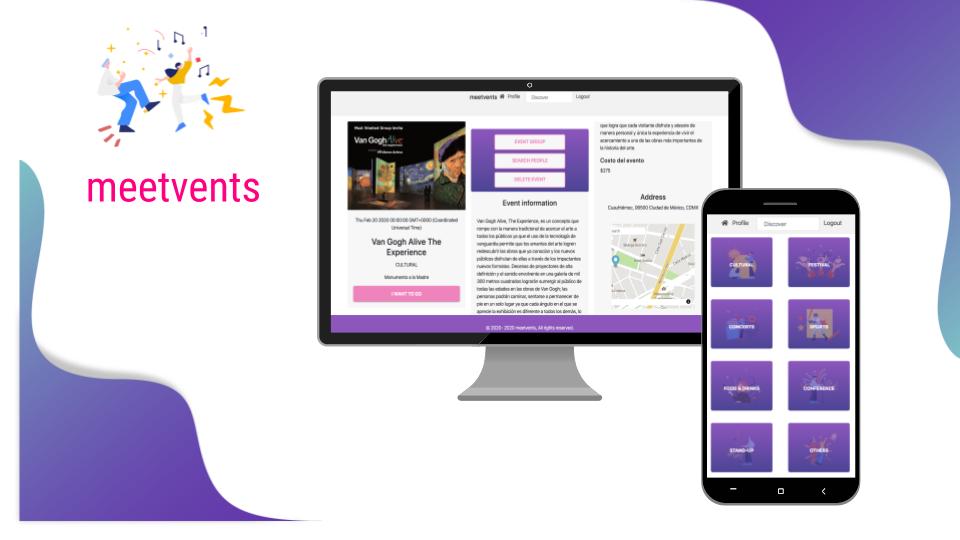 meetvents
meetvents Profile Discover Logout
Van Gogh Alive
Thu Feb 20 2020 00:00:00 GMT+0000 (Coordinated
Universal Time)
Van Gogh Alive The
Experience
CULTURAL
Monumento a la Madre
I WANT TO GO
EVENT GROUP
SEARCH PEOPLE
DELETE EVENT
Event information
Van Gogh Alive, The Experience, es un concepto que
rompe con la manera tradicional de acercar el arte a
todos los públicos ya que el uso de la tecnología de
vanguardia permite que los amantes del arte logren
redescubrir las obras que ya conocían y los nuevos
públicos disfrutan de ellas a través de los impactantes
nuevos formatos. Decenas de proyectores de alta
definición y el sonido envolvente en una galería de mil
300 metros cuadrados lograrán sumergir al público de
todas las edades en las obras de Van Gogh; las
personas podrán caminar, sentarse a permanecer de
pie en un solo lugar ya que cada ángulo en el que se
aprecie la exhibición es diferente a todos los demás, lo
que logra que cada visitante disfrute y atesore de
manera personal y única la experiencia de vivir el
acercamiento a una de las obras más importantes de
la historia del arte
Costo del evento
$275
Address
Cuauhtémoc, 06500 Ciudad de México, CDMX
© 2020- 2020 meetvents, All rights reserved.
Profile Discover Logout
CULTURAL FESTIVAL
CONCERTS SPORTS
FOOD & DRINKS CONFERENCE
STAND-UP OTHERS